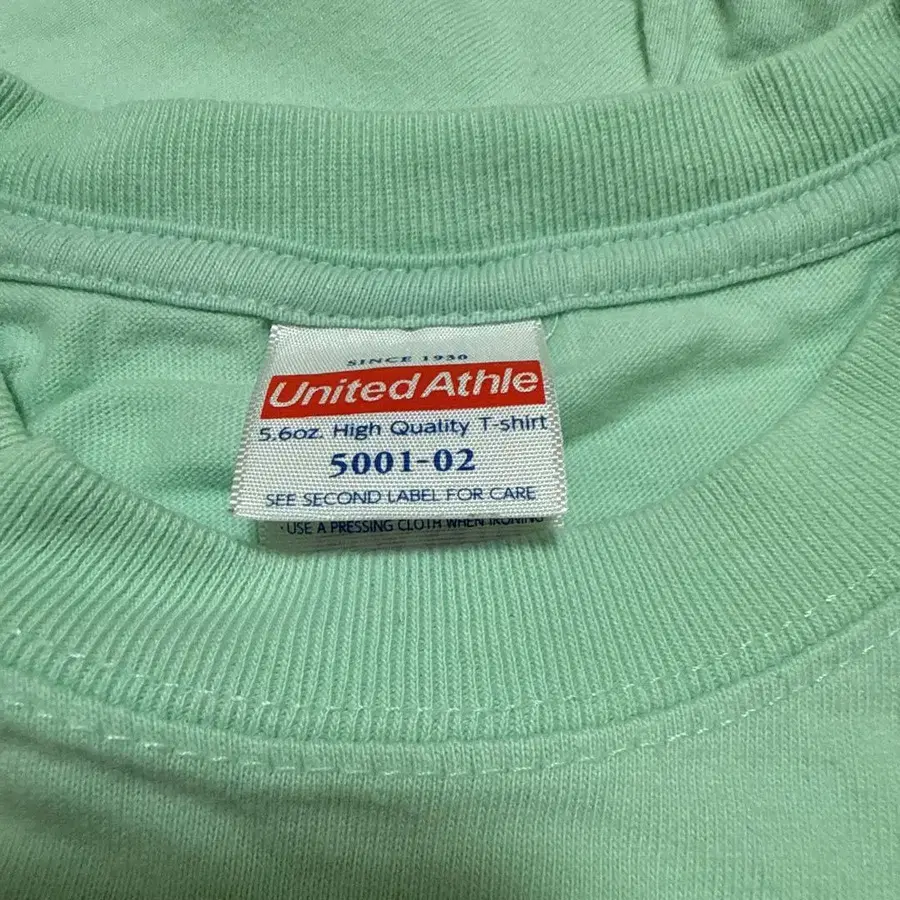 SINCE 1930
United Athle
5.6oz. High Quality T-shirt
5001-02
SEE SECOND LABEL FOR CARE
· USE A PRESSING CLOTH WHEN IRONING